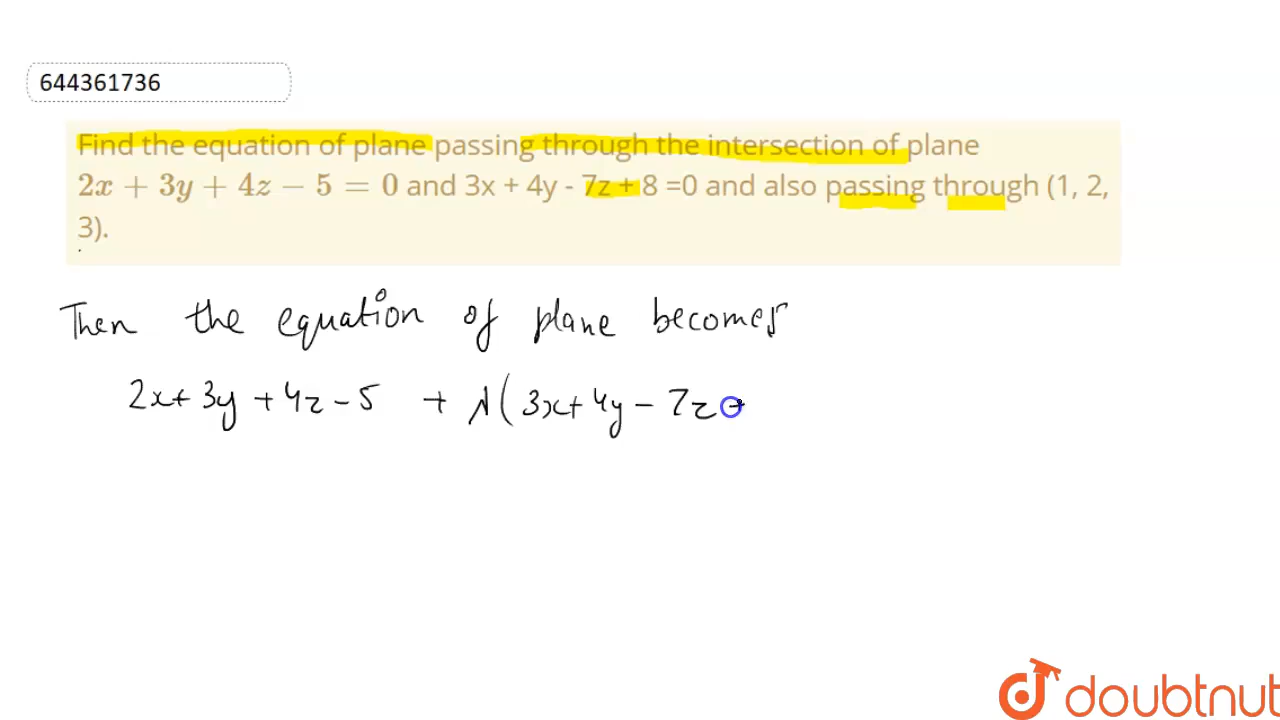 644361736
Find the equation of plane passing through the intersection of plane
2x + 3y + 4z − 5 = 0 and 3x + 4y - 7z + 8 =0 and also passing through (1, 2,
3).
Then the equation of plane becomes
2x + 3y + 4z − 5 + λ(3x + 4y − 7z +
doubtnut